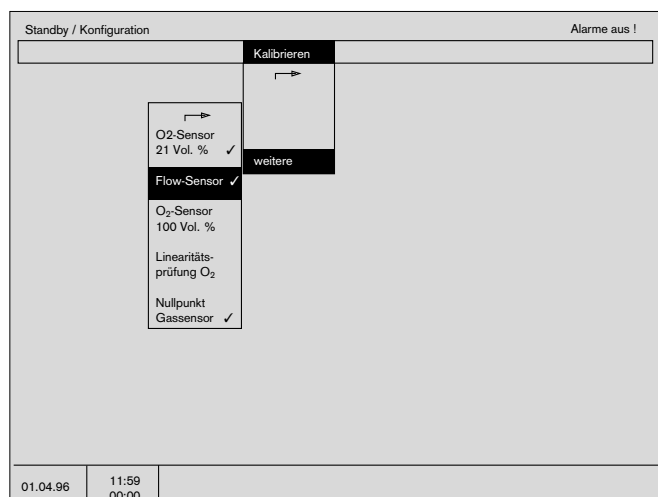 Standby / Konfiguration
Alarme aus !
Kalibrieren
O2-Sensor
21 Vol. % ✓
weitere
Flow-Sensor ✓
O₂-Sensor
100 Vol. %
Linearitäts-
prüfung O₂
Nullpunkt
Gassensor ✓
01.04.96
11:59
00:00